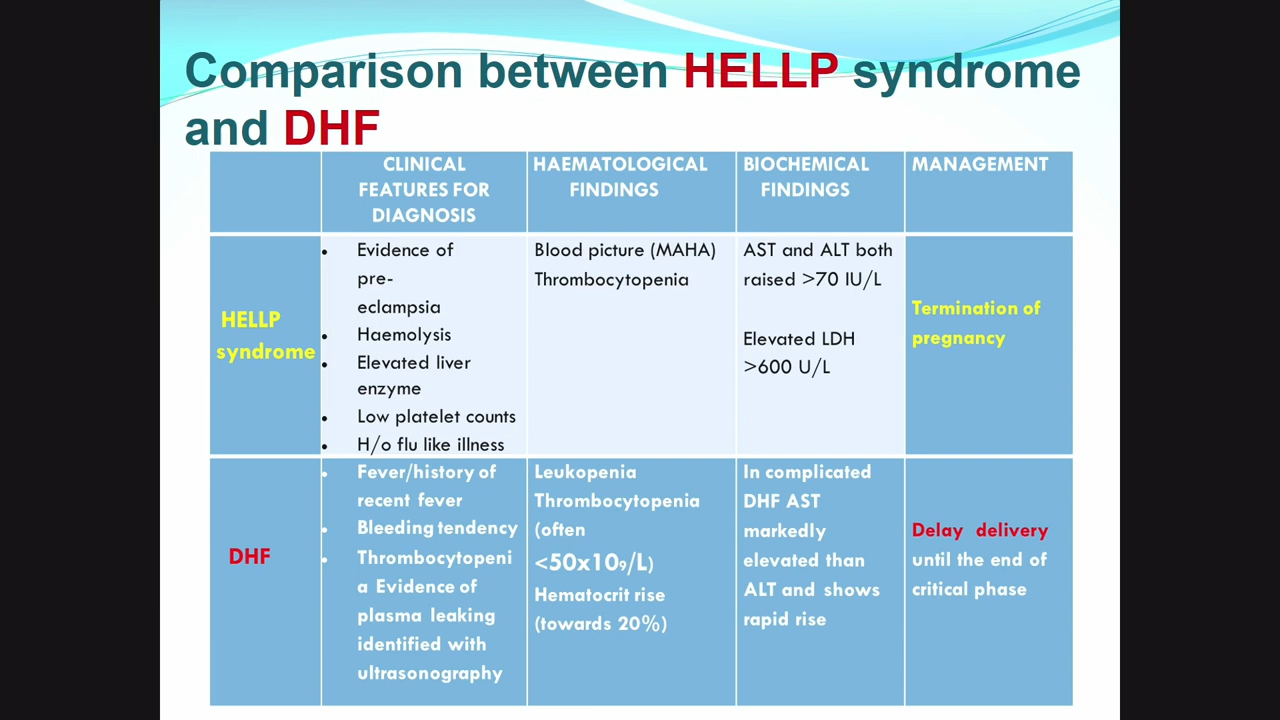 Comparison between HELLP syndrome
and DHF
CLINICAL
FEATURES FOR
DIAGNOSIS
HAEMATOLOGICAL
FINDINGS
BIOCHEMICAL
FINDINGS
MANAGEMENT
HELLP
syndrome
• Evidence of
pre-
eclampsia
• Haemolysis
• Elevated liver
enzyme
• Low platelet counts
• H/o flu like illness
Blood picture (MAHA)
Thrombocytopenia
AST and ALT both
raised >70 IU/L
Elevated LDH
>600 U/L
Termination of
pregnancy
DHF
• Fever/history of
recent fever
• Bleeding tendency
• Thrombocytopeni
a Evidence of
plasma leaking
identified with
ultrasonography
Leukopenia
Thrombocytopenia
(often
<50x109/L)
Hematocrit rise
(towards 20%)
In complicated
DHF AST
markedly
elevated than
ALT and shows
rapid rise
Delay delivery
until the end of
critical phase